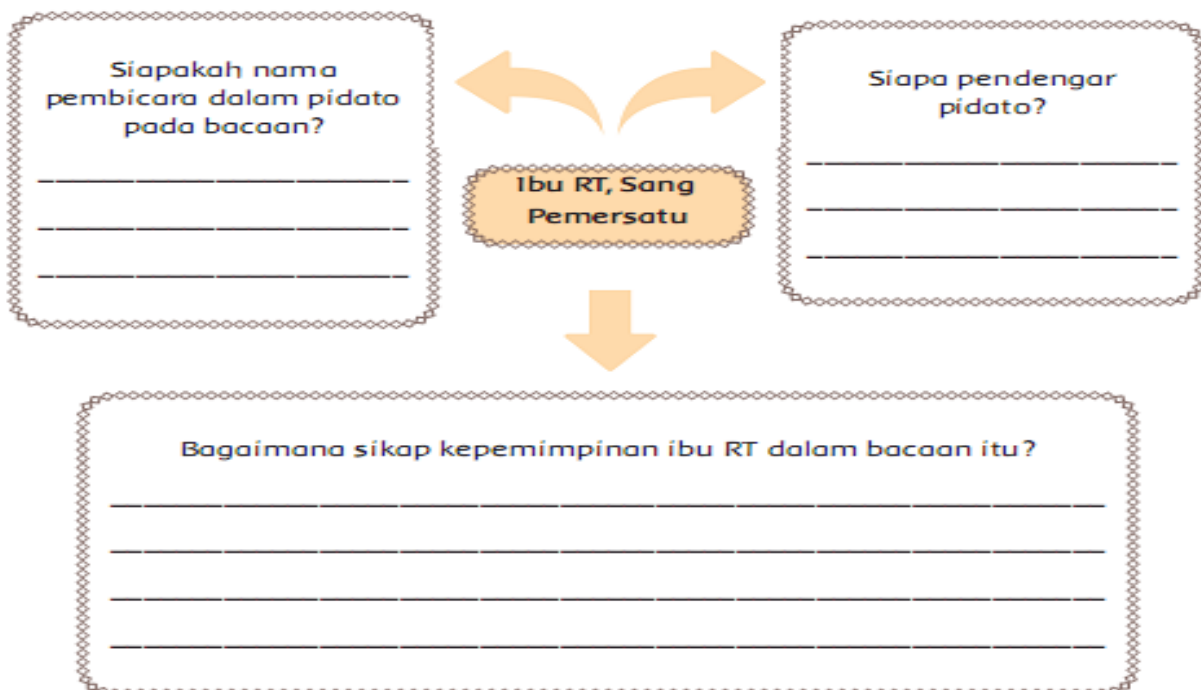 Siapakah nama
pembicara dalam pidato
pada bacaan?
Siapa pendengar
pidato?
Ibu RT, Sang
Pemersatu
Bagaimana sikap kepemimpinan ibu RT dalam bacaan itu?